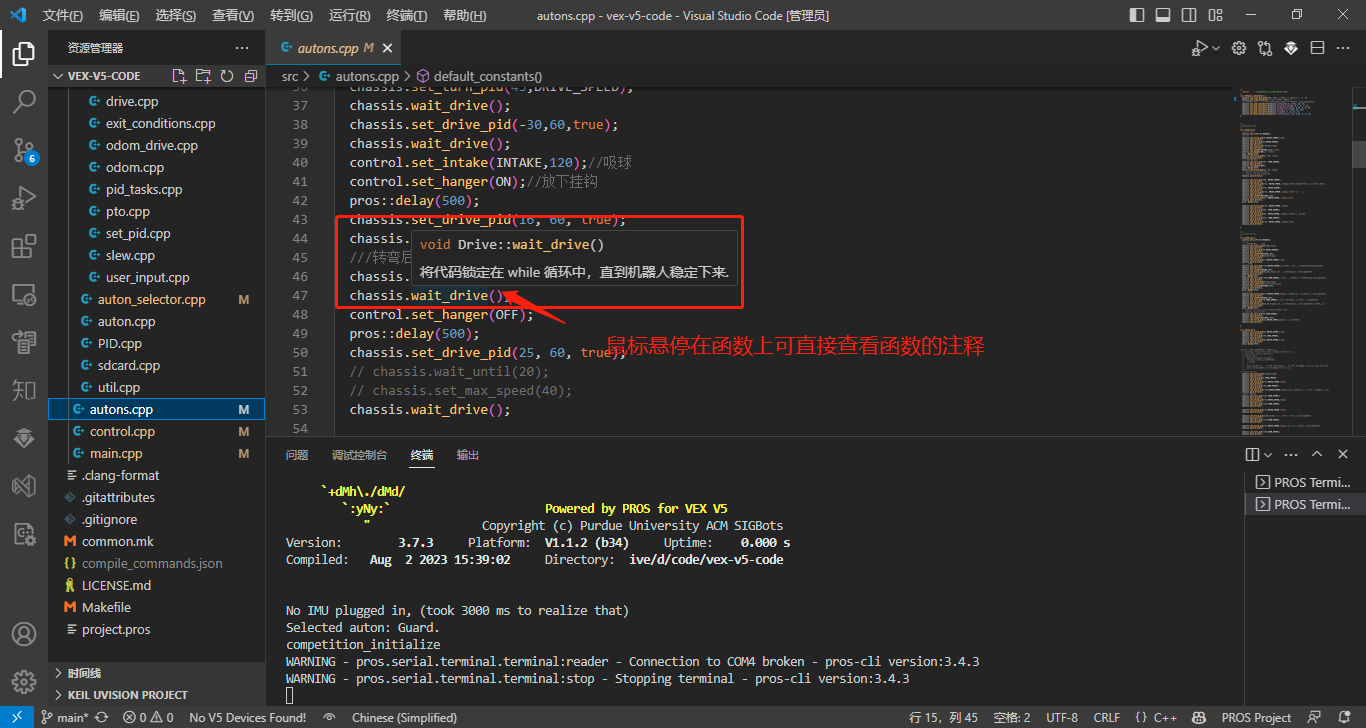 文件(F) 编辑(E) 选择(S) 查看(V) 转到(G) 运行(R) 终端(T) 帮助(H) autons.cpp - vex-v5-code - Visual Studio Code [管理员]
资源管理器
autons.cpp M
VEX-V5-CODE
src > autons.cpp > default_constants()
drive.cpp
exit_conditions.cpp
odom_drive.cpp
odom.cpp
pid_tasks.cpp
pto.cpp
set_pid.cpp
slew.cpp
user_input.cpp
auton_selector.cpp M
auton.cpp
PID.cpp
sdcard.cpp
util.cpp
autons.cpp M
control.cpp M
main.cpp M
.clang-format
.gitattributes
.gitignore
common.mk
compile_commands.json
LICENSE.md
Makefile
project.pros
时间线
KEIL UVISION PROJECT
6
36 chassis.set_turn_pid(45,DRIVE_SPEED);
37 chassis.wait_drive();
38 chassis.set_drive_pid(-30,60,true);
39 chassis.wait_drive();
40 control.set_intake(INTAKE,120);//吸球
41 control.set_hanger(ON);//放下挂钩
42 pros::delay(500);
43 chassis.set_drive_pid(16, 60, true);
44 chassis.
void Drive::wait_drive()
45 ///转弯后
将代码锁定在 while 循环中，直到机器人稳定下来.
46 chassis.
47 chassis.wait_drive();
48 control.set_hanger(OFF);
49 pros::delay(500);
鼠标悬停在函数上可直接查看函数的注释
50 chassis.set_drive_pid(25, 60, true);
51 // chassis.wait_until(20);
52 // chassis.set_max_speed(40);
53 chassis.wait_drive();
54
问题 调试控制台 终端 输出
PROS Termi...
PROS Termi...
`+dMh\./dMd/
`:yNy:` Powered by PROS for VEX V5
" Copyright (c) Purdue University ACM SIGBots
Version: 3.7.3 Platform: V1.1.2 (b34) Uptime: 0.000 s
Compiled: Aug 2 2023 15:39:02 Directory: ive/d/code/vex-v5-code
No IMU plugged in, (took 3000 ms to realize that)
Selected auton: Guard.
competition_initialize
WARNING - pros.serial.terminal.terminal:reader - Connection to COM4 broken - pros-cli version:3.4.3
WARNING - pros.serial.terminal.terminal:stop - Stopping terminal - pros-cli version:3.4.3
main* 0 0 No V5 Devices Found! Chinese (Simplified) 行 15，列 45 空格: 2 UTF-8 CRLF {} C++ PROS Project